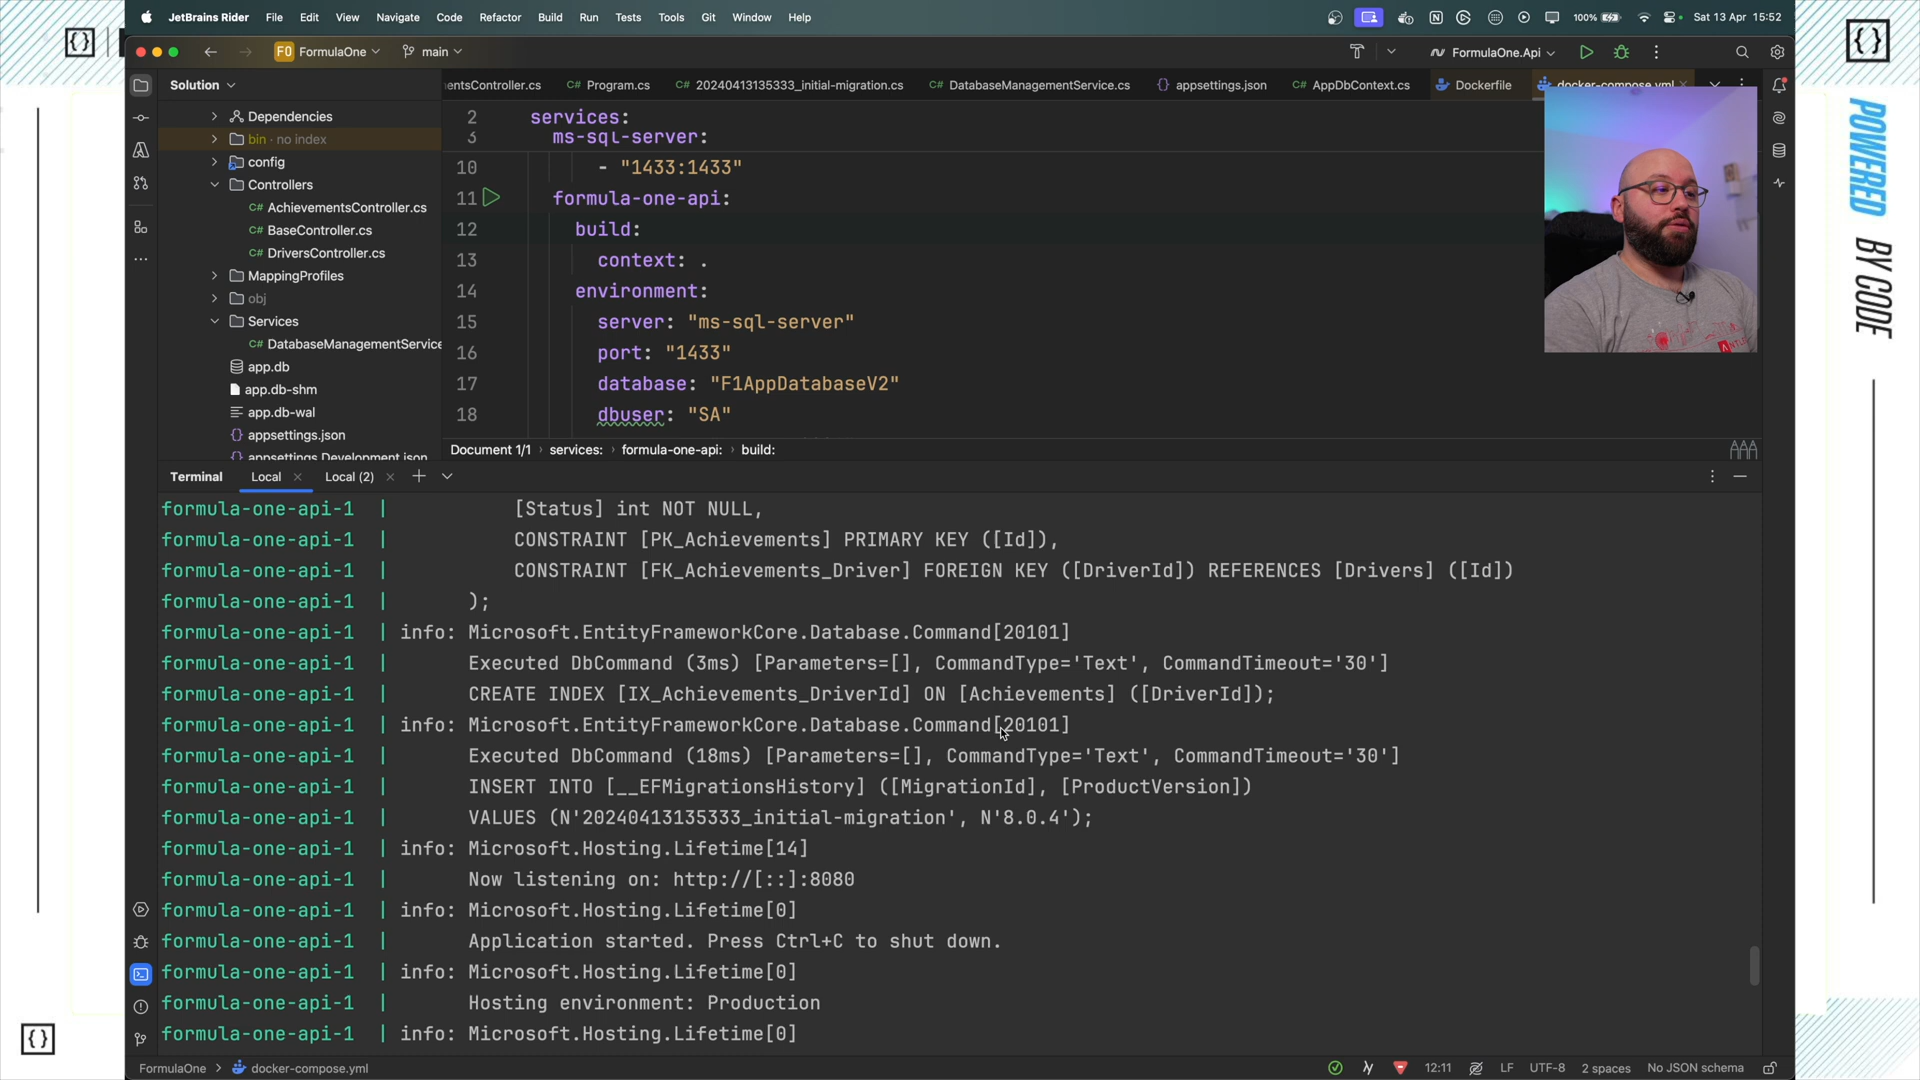 JetBrains Rider File Edit View Navigate Code Refactor Build Run Tests Tools Git Window Help 100% Sat 13 Apr 15:52
{}
{}
F0 FormulaOne main FormulaOne.Api
Solution
entsController.cs C# Program.cs C# 20240413135333_initial-migration.cs C# DatabaseManagementService.cs {} appsettings.json C# AppDbContext.cs Dockerfile docker-compose.yml
Dependencies
bin · no index
config
Controllers
C# AchievementsController.cs
C# BaseController.cs
C# DriversController.cs
MappingProfiles
obj
Services
C# DatabaseManagementService
app.db
app.db-shm
app.db-wal
{} appsettings.json
{} appsettings.Development.json
2 services:
3 ms-sql-server:
10 - "1433:1433"
11 formula-one-api:
12 build:
13 context: .
14 environment:
15 server: "ms-sql-server"
16 port: "1433"
17 database: "F1AppDatabaseV2"
18 dbuser: "SA"
Document 1/1 › services: › formula-one-api: › build:
POWERED BY CODE
Terminal Local Local (2)
formula-one-api-1 | [Status] int NOT NULL,
formula-one-api-1 | CONSTRAINT [PK_Achievements] PRIMARY KEY ([Id]),
formula-one-api-1 | CONSTRAINT [FK_Achievements_Driver] FOREIGN KEY ([DriverId]) REFERENCES [Drivers] ([Id])
formula-one-api-1 | );
formula-one-api-1 | info: Microsoft.EntityFrameworkCore.Database.Command[20101]
formula-one-api-1 | Executed DbCommand (3ms) [Parameters=[], CommandType='Text', CommandTimeout='30']
formula-one-api-1 | CREATE INDEX [IX_Achievements_DriverId] ON [Achievements] ([DriverId]);
formula-one-api-1 | info: Microsoft.EntityFrameworkCore.Database.Command[20101]
formula-one-api-1 | Executed DbCommand (18ms) [Parameters=[], CommandType='Text', CommandTimeout='30']
formula-one-api-1 | INSERT INTO [__EFMigrationsHistory] ([MigrationId], [ProductVersion])
formula-one-api-1 | VALUES (N'20240413135333_initial-migration', N'8.0.4');
formula-one-api-1 | info: Microsoft.Hosting.Lifetime[14]
formula-one-api-1 | Now listening on: http://[::]:8080
formula-one-api-1 | info: Microsoft.Hosting.Lifetime[0]
formula-one-api-1 | Application started. Press Ctrl+C to shut down.
formula-one-api-1 | info: Microsoft.Hosting.Lifetime[0]
formula-one-api-1 | Hosting environment: Production
formula-one-api-1 | info: Microsoft.Hosting.Lifetime[0]
{}
FormulaOne › docker-compose.yml 12:11 LF UTF-8 2 spaces No JSON schema